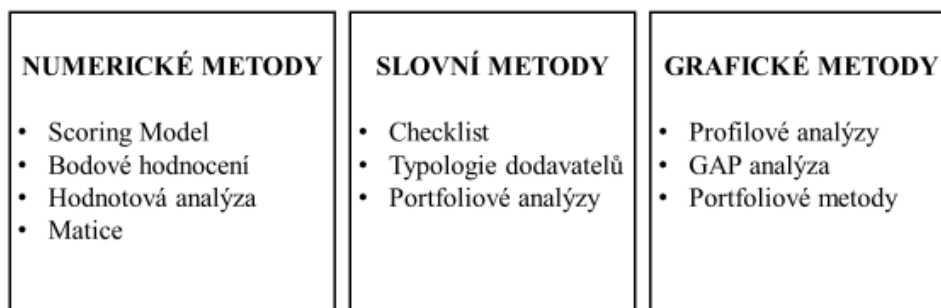 NUMERICKÉ METODY
• Scoring Model
• Bodové hodnocení
• Hodnotová analýza
• Matice
SLOVNÍ METODY
• Checklist
• Typologie dodavatelů
• Portfoliové analýzy
GRAFICKÉ METODY
• Profilové analýzy
• GAP analýza
• Portfoliové metody